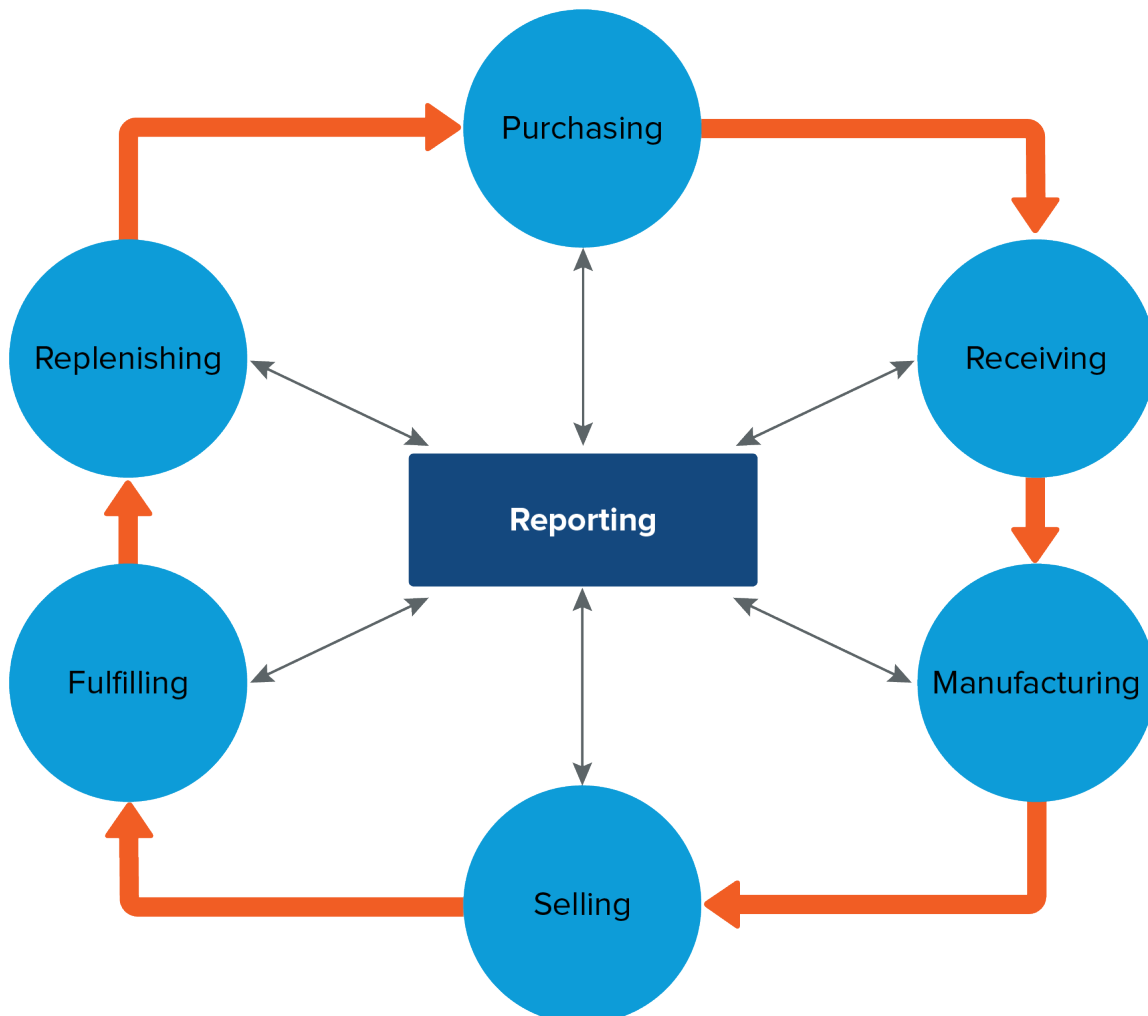 Purchasing
Replenishing
Receiving
Reporting
Fulfilling
Manufacturing
Selling